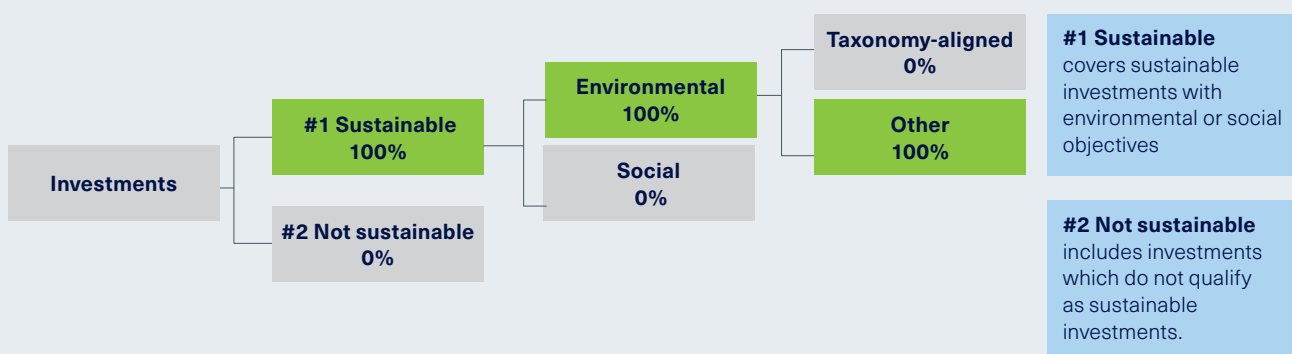 Investments
#1 Sustainable
100%
#2 Not sustainable
0%
Environmental
100%
Social
0%
Taxonomy-aligned
0%
Other
100%
#1 Sustainable
covers sustainable
investments with
environmental or social
objectives
#2 Not sustainable
includes investments
which do not qualify
as sustainable
investments.